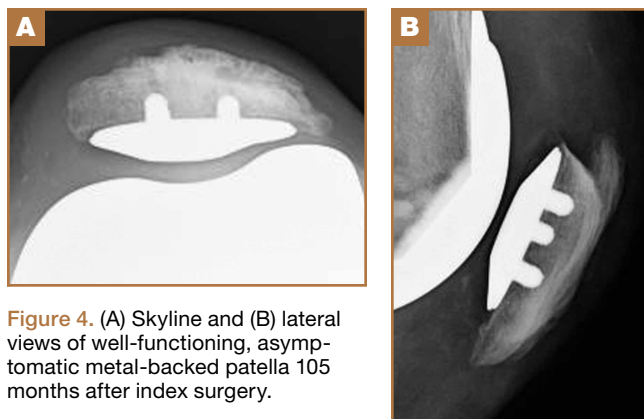 A
B
Figure 4. (A) Skyline and (B) lateral
views of well-functioning, asymp-
tomatic metal-backed patella 105
months after index surgery.